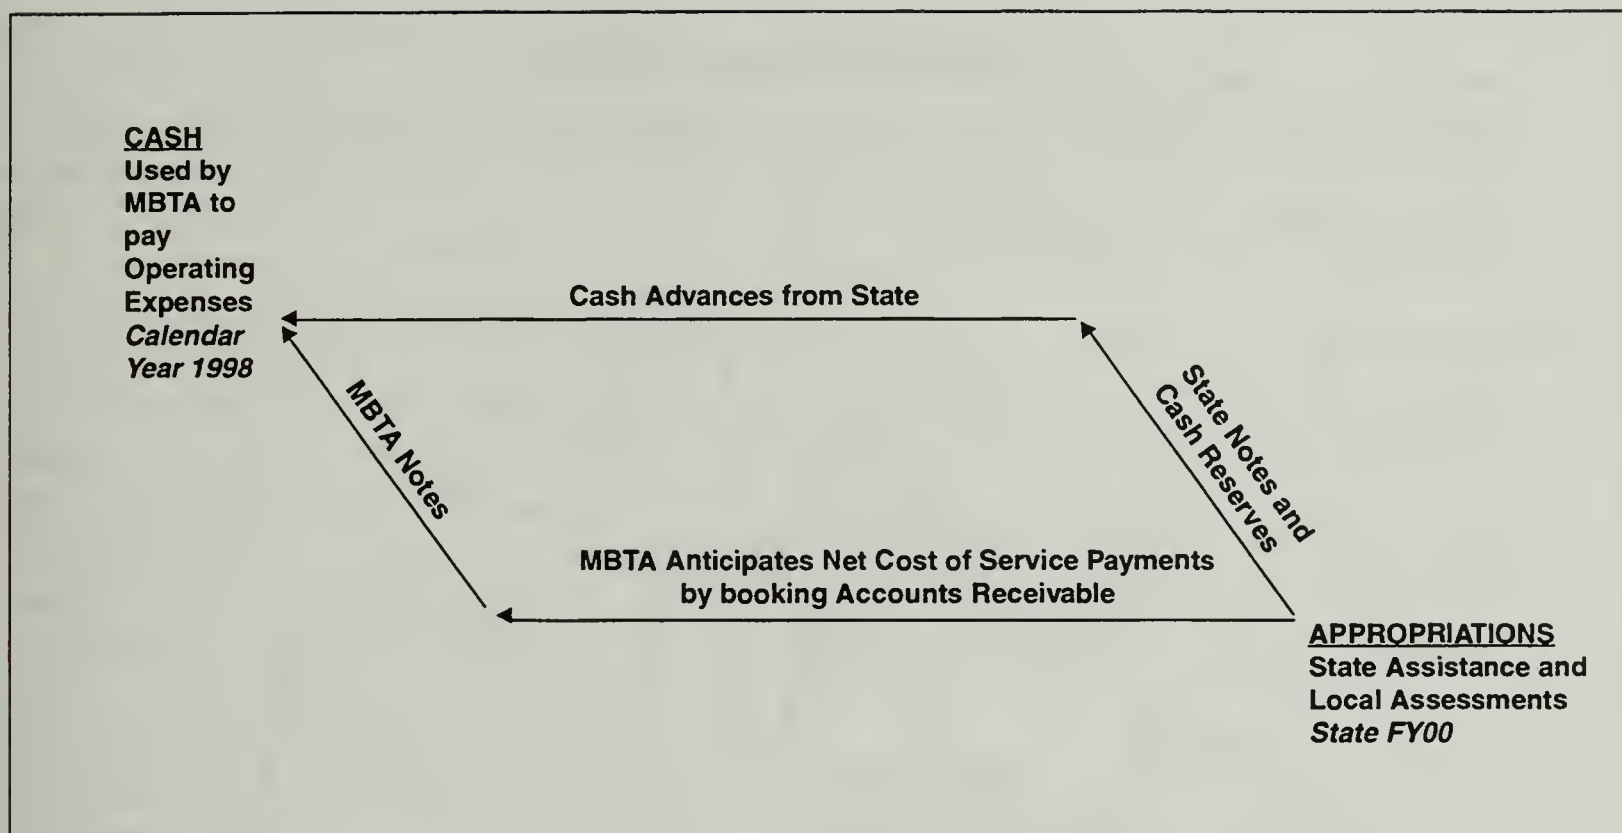 CASH
Used by
MBTA to
pay
Operating
Expenses
Calendar
Year 1998
Cash Advances from State
MBTA Notes
State Notes and
Cash Reserves
MBTA Anticipates Net Cost of Service Payments
by booking Accounts Receivable
APPROPRIATIONS
State Assistance and
Local Assessments
State FY00